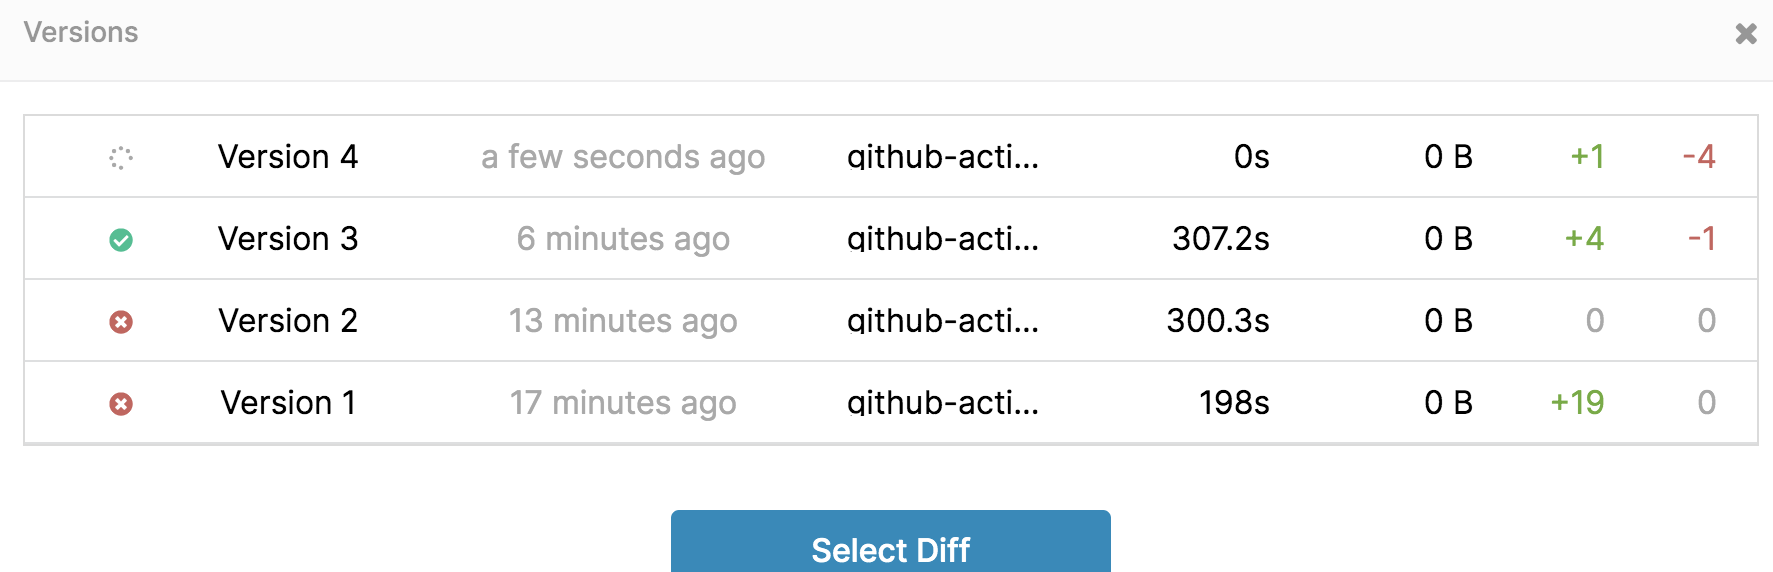 Versions
Version 4 a few seconds ago github-acti... 0s 0 B +1 -4
Version 3 6 minutes ago github-acti... 307.2s 0 B +4 -1
Version 2 13 minutes ago github-acti... 300.3s 0 B 0 0
Version 1 17 minutes ago github-acti... 198s 0 B +19 0
Select Diff